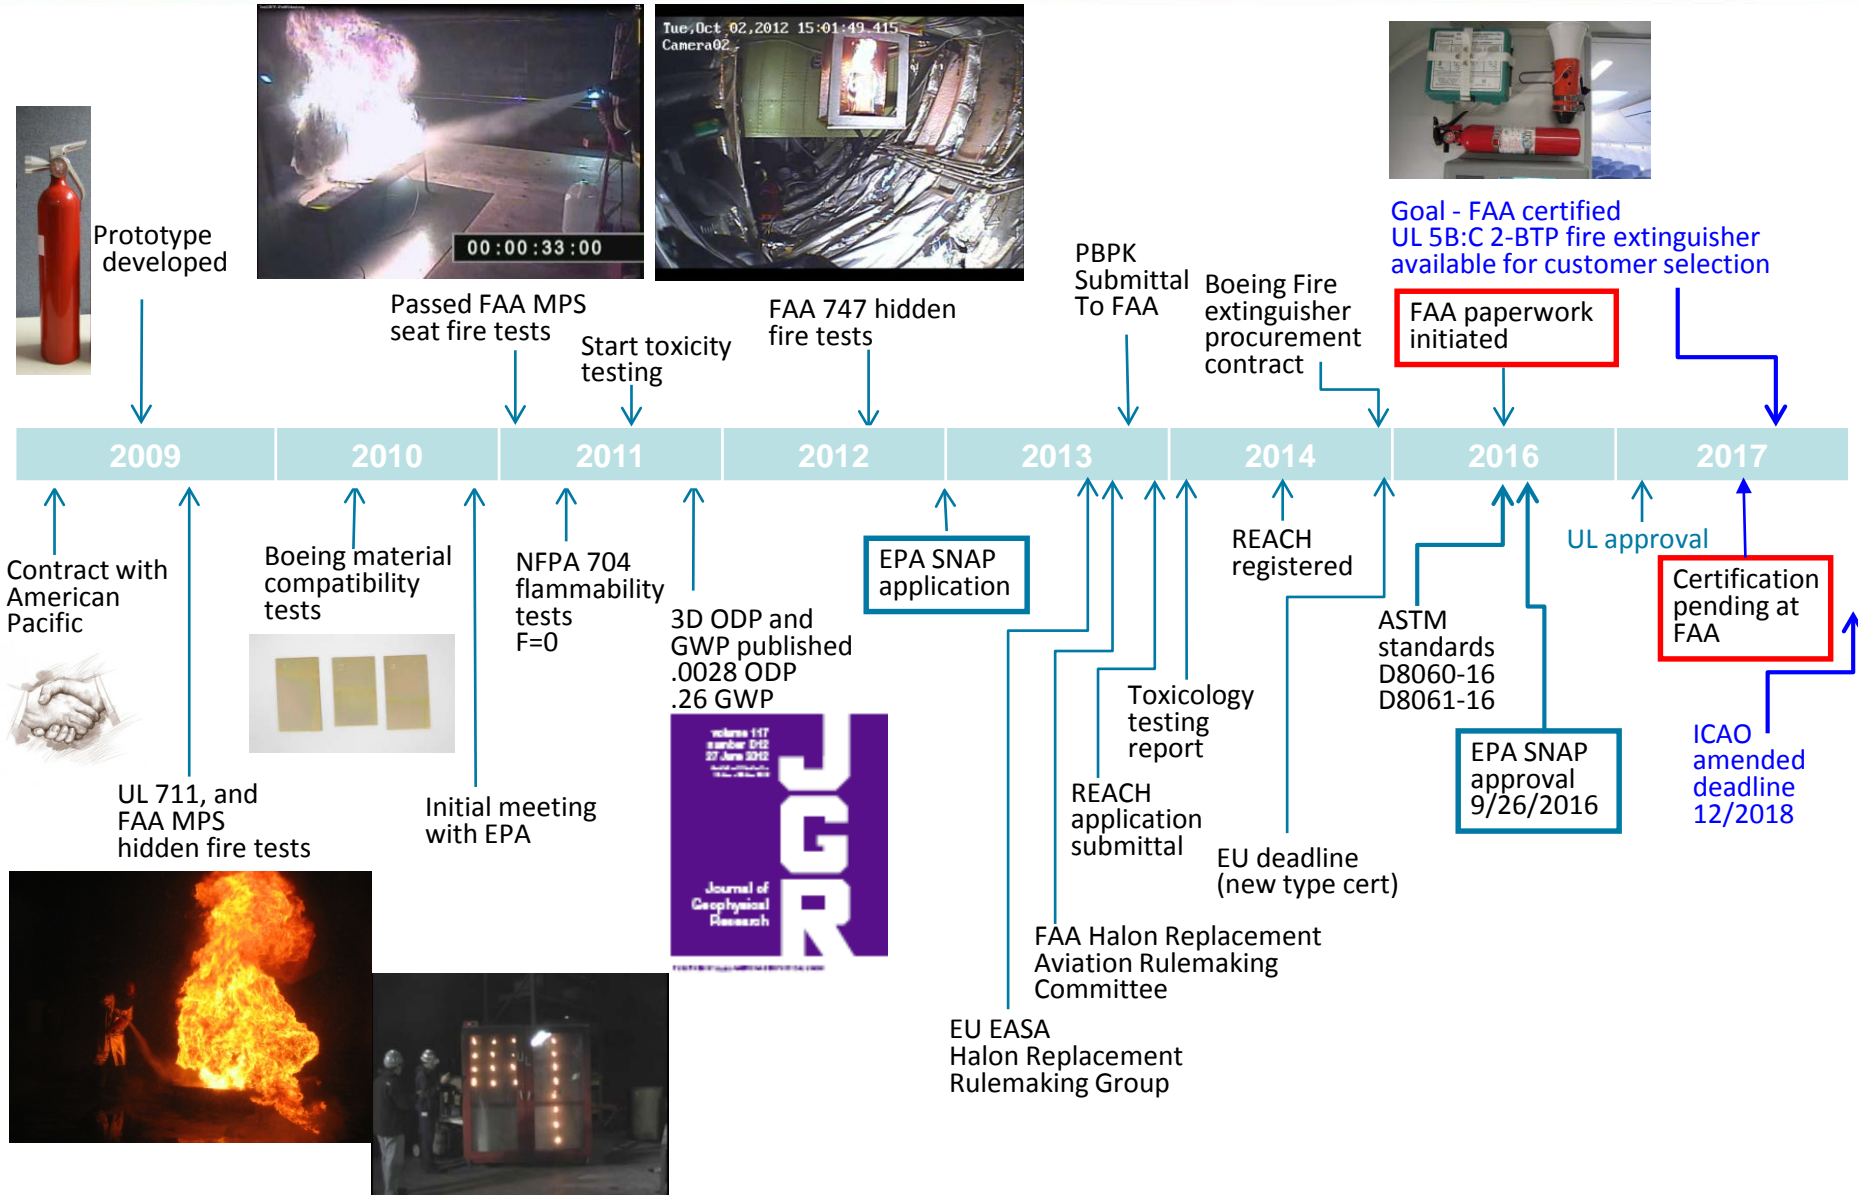 Tue,Oct 02,2012 15:01:49.415
Camera02
00:00:33:00
Prototype
developed
Passed FAA MPS
seat fire tests
Start toxicity
testing
FAA 747 hidden
fire tests
PBPK
Submittal
To FAA
Boeing Fire
extinguisher
procurement
contract
Goal - FAA certified
UL 5B:C 2-BTP fire extinguisher
available for customer selection
FAA paperwork
initiated
2009
2010
2011
2012
2013
2014
2016
2017
Contract with
American
Pacific
UL 711, and
FAA MPS
hidden fire tests
Boeing material
compatibility
tests
Initial meeting
with EPA
NFPA 704
flammability
tests
F=0
3D ODP and
GWP published
.0028 ODP
.26 GWP
volume 117
number D12
27 June 2012
JGR
Journal of
Geophysical
Research
EPA SNAP
application
EU EASA
Halon Replacement
Rulemaking Group
FAA Halon Replacement
Aviation Rulemaking
Committee
REACH
application
submittal
Toxicology
testing
report
REACH
registered
EU deadline
(new type cert)
ASTM
standards
D8060-16
D8061-16
EPA SNAP
approval
9/26/2016
UL approval
Certification
pending at
FAA
ICAO
amended
deadline
12/2018